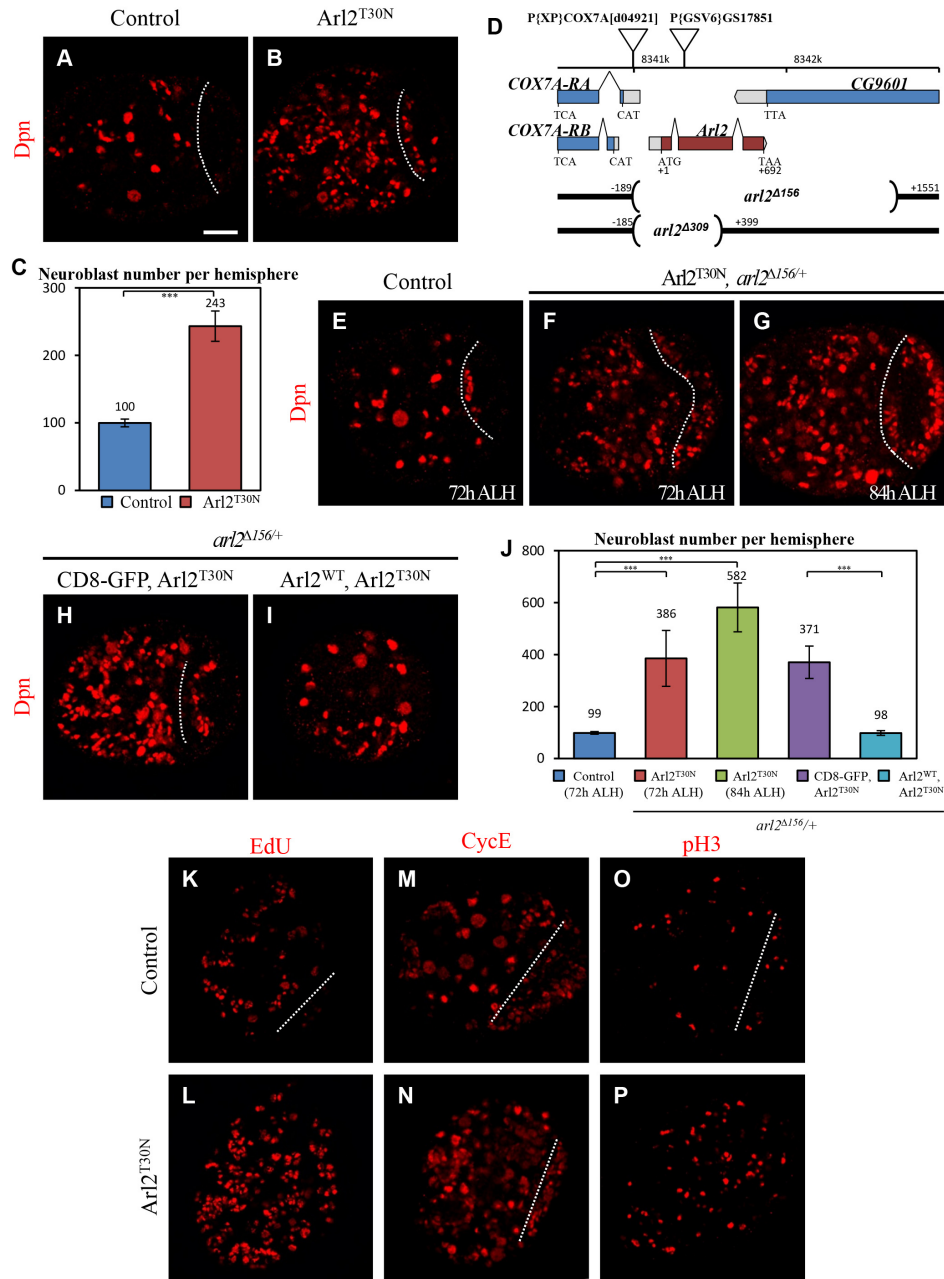 Control
Arl2T30N
A
B
Dpn
C
Neuroblast number per hemisphere
300
200
100
0
***
243
100
Control
Arl2T30N
D
P{XP}COX7A[d04921]
P{GSV6}GS17851
8341k
8342k
COX7A-RA
CG9601
TCA
CAT
TTA
COX7A-RB
Arl2
TCA
CAT
ATG
+1
TAA
+692
-189
arl2Δ156
+1551
-185
arl2Δ309
+399
Control
Arl2T30N, arl2Δ156/+
E
F
G
Dpn
72h ALH
72h ALH
84h ALH
arl2Δ156/+
CD8-GFP, Arl2T30N
Arl2WT, Arl2T30N
H
I
Dpn
J
Neuroblast number per hemisphere
800
600
400
200
0
***
***
***
99
386
582
371
98
Control
(72h ALH)
Arl2T30N
(72h ALH)
Arl2T30N
(84h ALH)
CD8-GFP,
Arl2T30N
Arl2WT,
Arl2T30N
arl2Δ156/+
EdU
CycE
pH3
K
M
O
Control
L
N
P
Arl2T30N